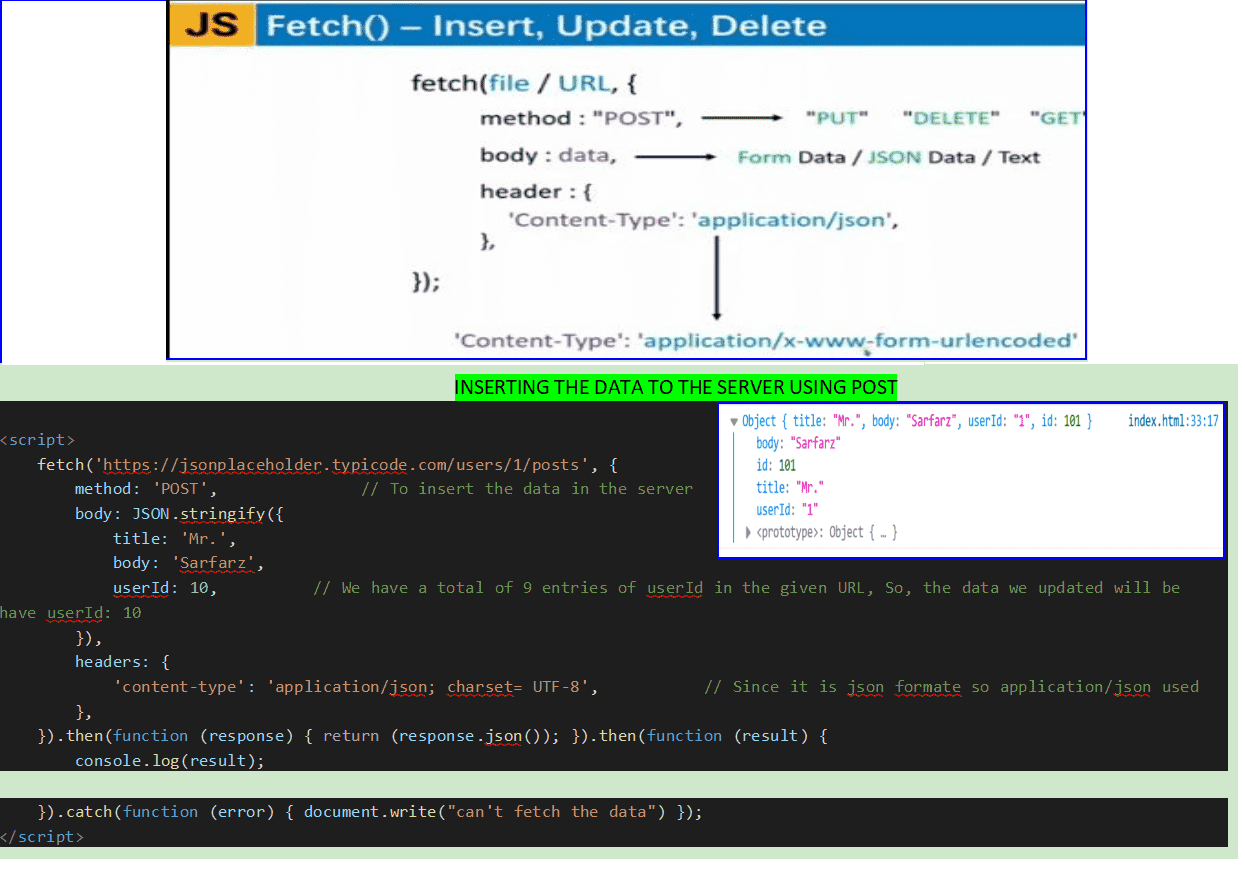 JS Fetch() – Insert, Update, Delete
fetch(file / URL, {
method : "POST", "PUT" "DELETE" "GET'
body : data, Form Data / JSON Data / Text
header : {
'Content-Type': 'application/json',
},
});
'Content-Type': 'application/x-www-form-urlencoded'
INSERTING THE DATA TO THE SERVER USING POST
<script>
fetch('https://jsonplaceholder.typicode.com/users/1/posts', {
method: 'POST', // To insert the data in the server
body: JSON.stringify({
title: 'Mr.',
body: 'Sarfarz',
userId: 10, // We have a total of 9 entries of userId in the given URL, So, the data we updated will be
have userId: 10
}),
headers: {
'content-type': 'application/json; charset= UTF-8', // Since it is json formate so application/json used
},
}).then(function (response) { return (response.json()); }).then(function (result) {
console.log(result);
}).catch(function (error) { document.write("can't fetch the data") });
</script>
Object { title: "Mr.", body: "Sarfarz", userId: "1", id: 101 } index.html:33:17
body: "Sarfarz"
id: 101
title: "Mr."
userId: "1"
<prototype>: Object { … }